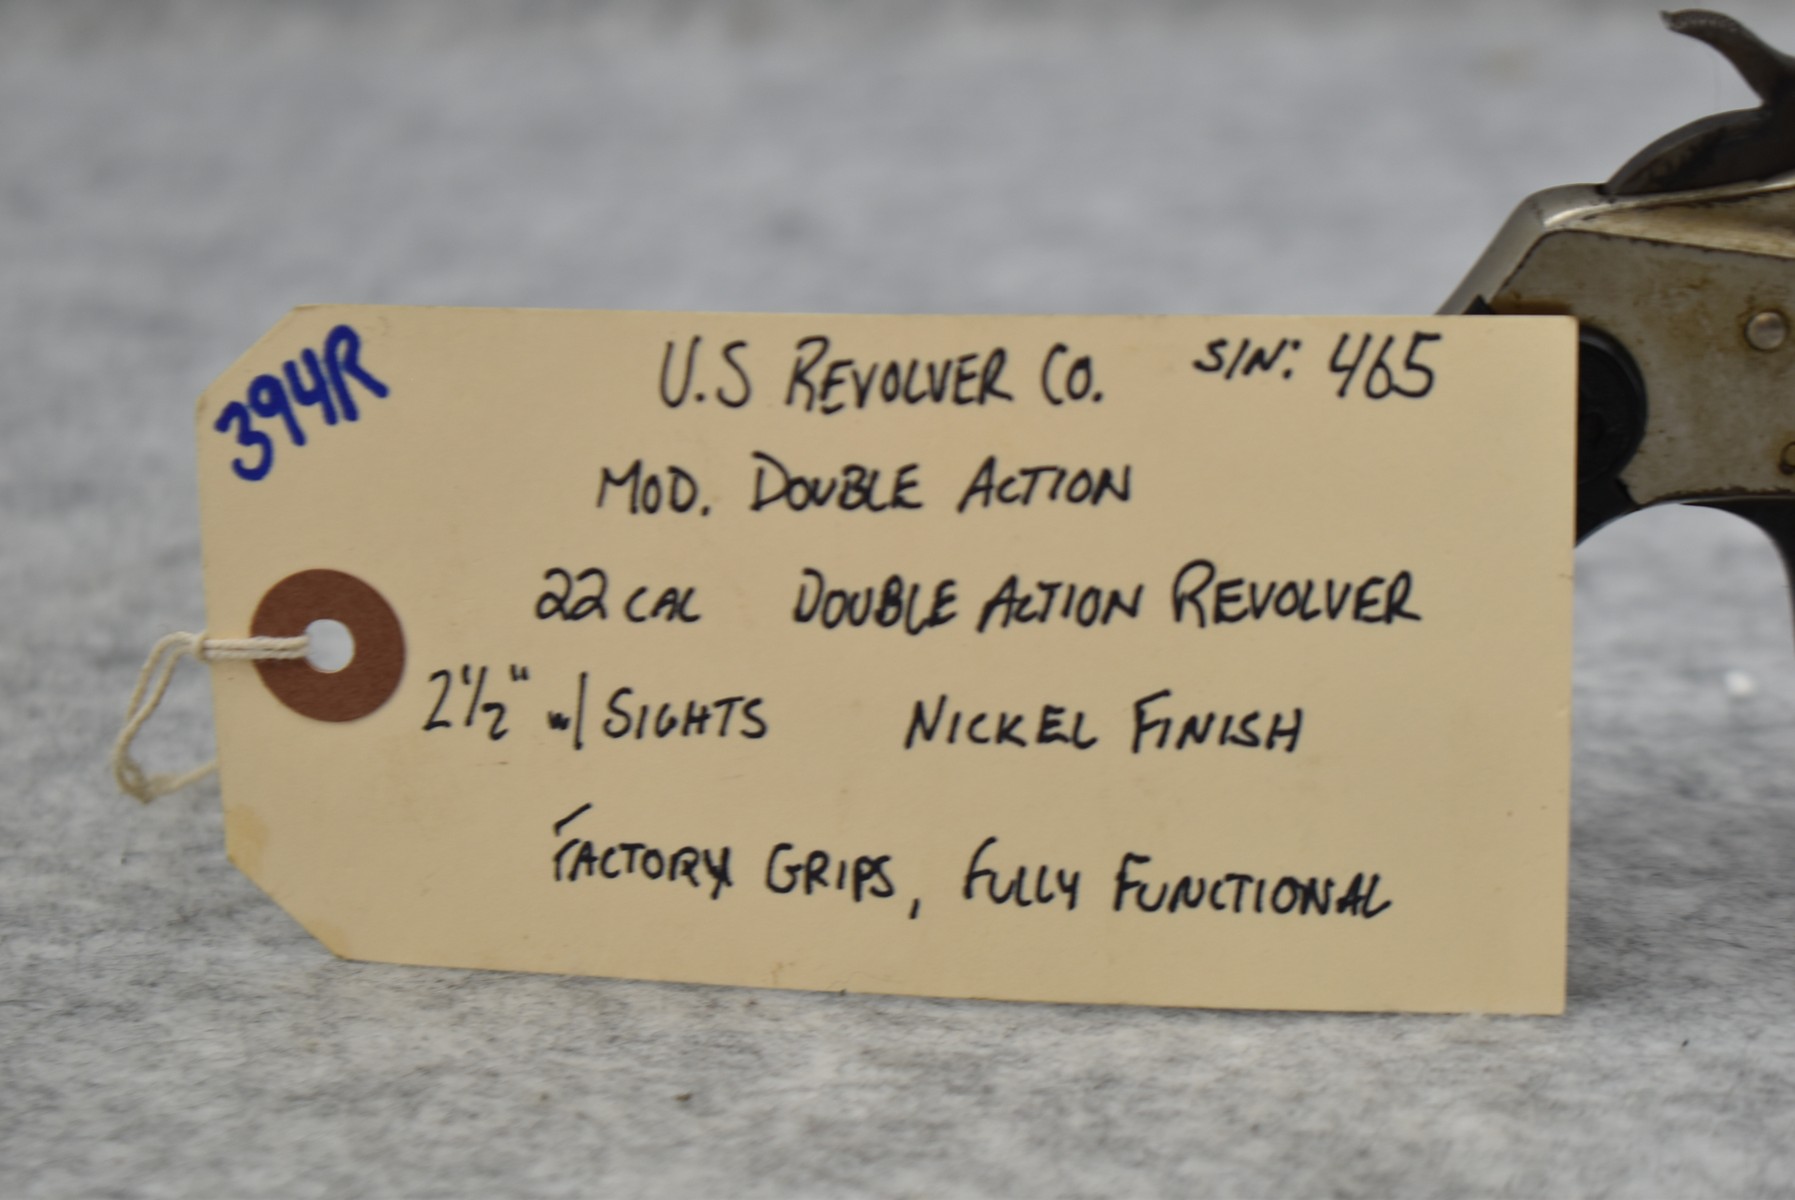 394R
U.S REVOLVER CO. S/N: 465
MOD. DOUBLE ACTION
22 CAL DOUBLE ACTION REVOLVER
2 1/2" w/ SIGHTS NICKEL FINISH
FACTORY GRIPS, FULLY FUNCTIONAL